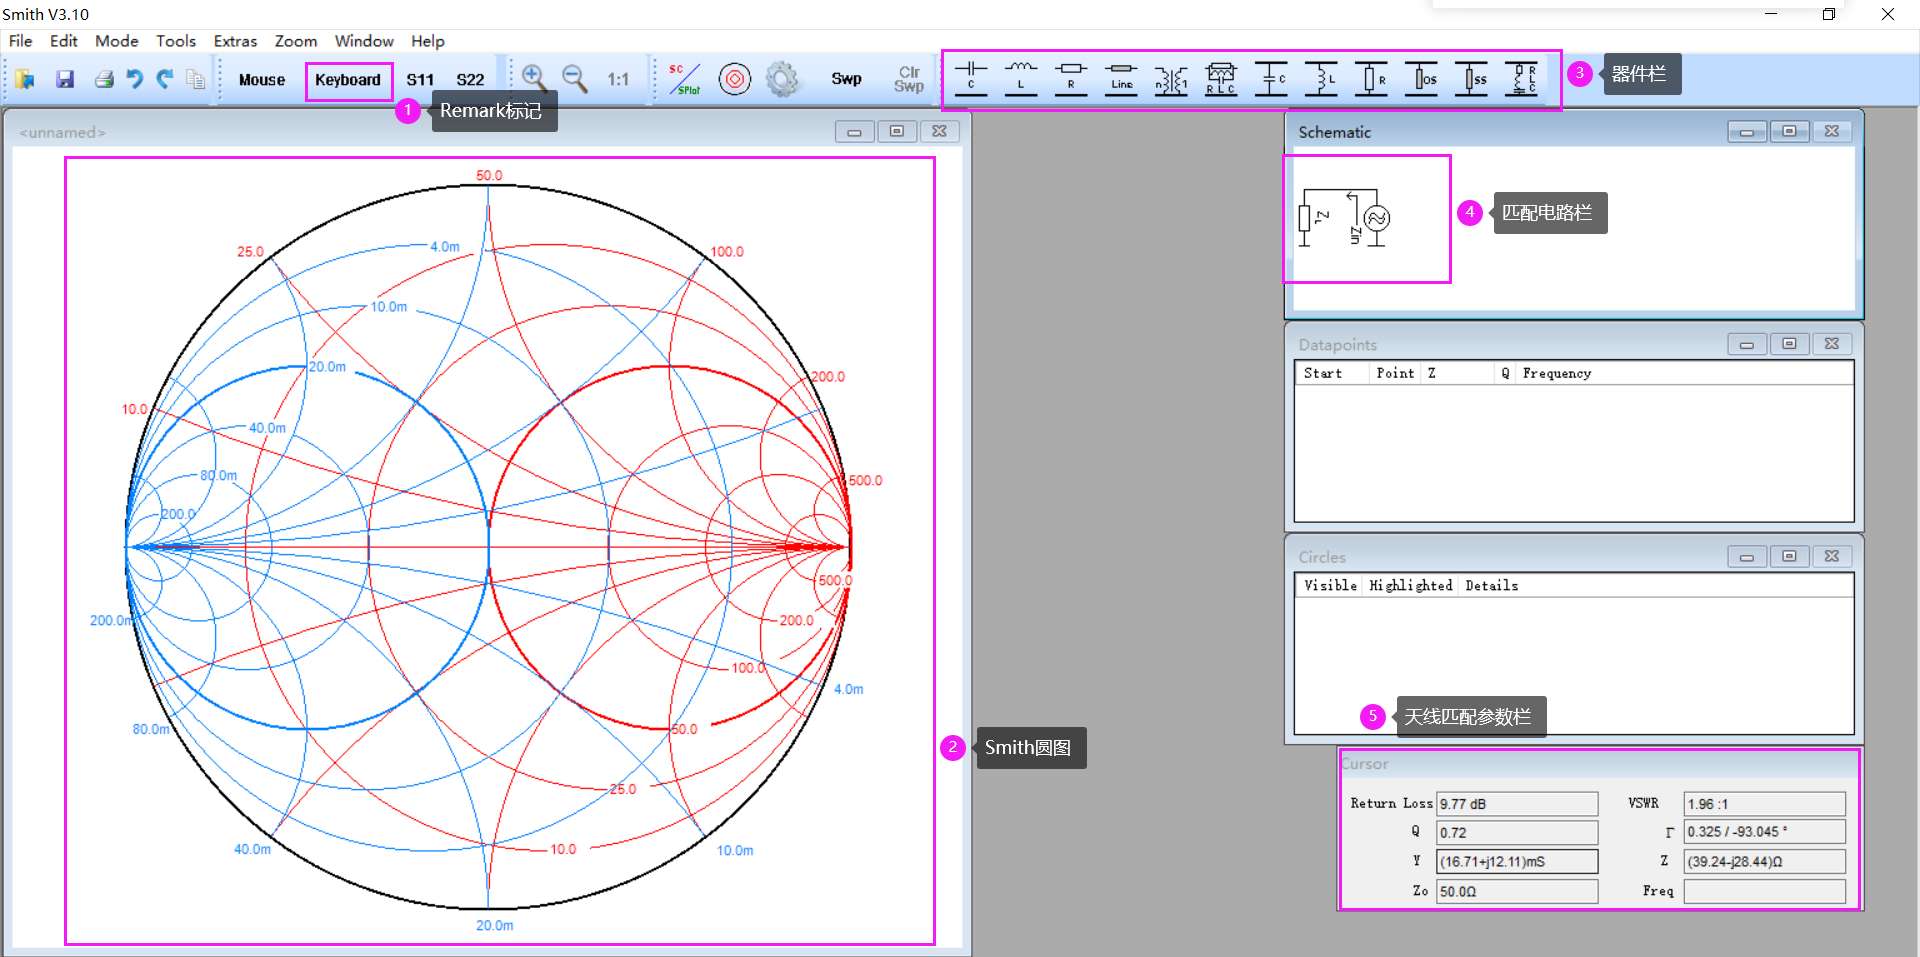 Smith V3.10
File Edit Mode Tools Extras Zoom Window Help
Mouse Keyboard S11 S22 1:1 SC SPlot Swp Clr Swp
C L R Line n 1 R L C C L R OS SS R L C
1 Remark标记
3 器件栏
<unnamed>
50.0
25.0 4.0m 100.0
10.0m
20.0m 200.0
10.0 40.0m
80.0m 500.0
200.0
500.0
200.0m 200.0
100.0
4.0m
80.0m 50.0
25.0
40.0m 10.0 10.0m
20.0m
2 Smith圆图
Schematic
ZL Zin R
4 匹配电路栏
Datapoints
Start Point Z Q Frequency
Circles
Visible Highlighted Details
5 天线匹配参数栏
Cursor
Return Loss 9.77 dB VSWR 1.96 :1
Q 0.72 Γ 0.325 / -93.045 °
Y (16.71+j12.11)mS Z (39.24-j28.44)Ω
Zo 50.0Ω Freq